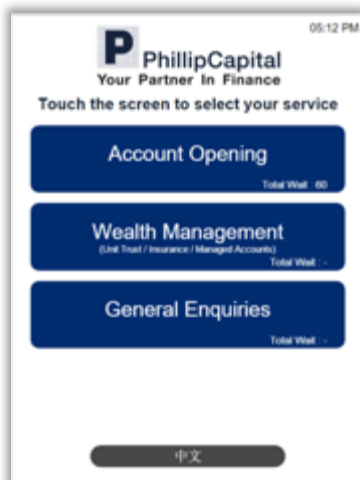 05:12 PM
P PhillipCapital
Your Partner In Finance
Touch the screen to select your service
Account Opening
Total Wait : 60
Wealth Management
(Unit Trust / Insurance / Managed Accounts)
Total Wait : -
General Enquiries
Total Wait : -
中文